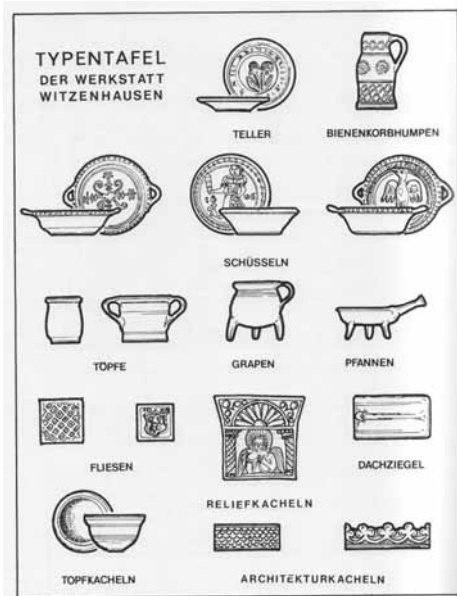 TYPENTAFEL
DER WERKSTATT
WITZENHAUSEN
TELLER
BIENENKORBHUMPEN
SCHÜSSELN
TÖPFE
GRAPEN
PFANNEN
FLIESEN
RELIEFKACHELN
DACHZIEGEL
TOPFKACHELN
ARCHITEKTURKACHELN